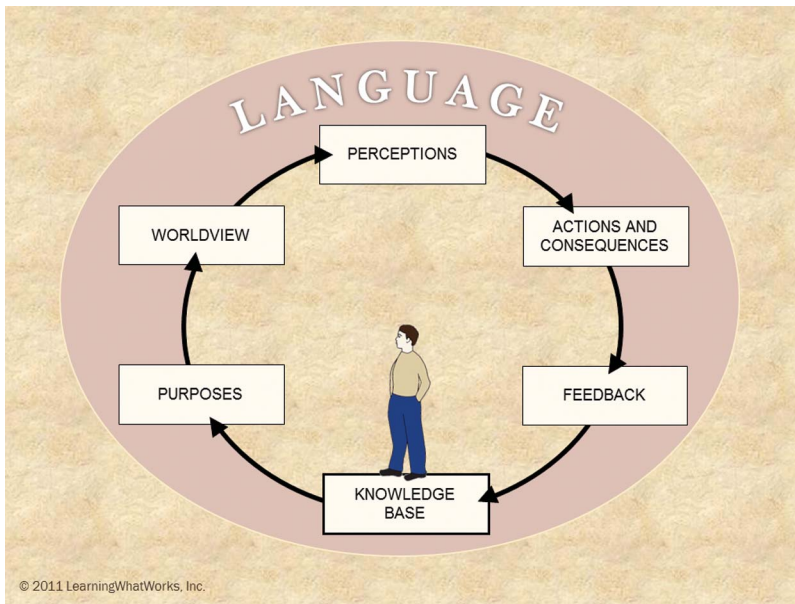 LANGUAGE
PERCEPTIONS
ACTIONS AND
CONSEQUENCES
FEEDBACK
KNOWLEDGE
BASE
PURPOSES
WORLDVIEW
© 2011 LearningWhatWorks, Inc.